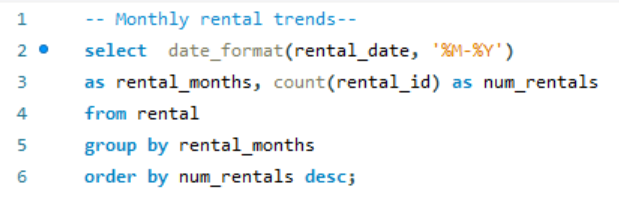 1 -- Monthly rental trends--
2 select date_format(rental_date, '%M-%Y')
3 as rental_months, count(rental_id) as num_rentals
4 from rental
5 group by rental_months
6 order by num_rentals desc;